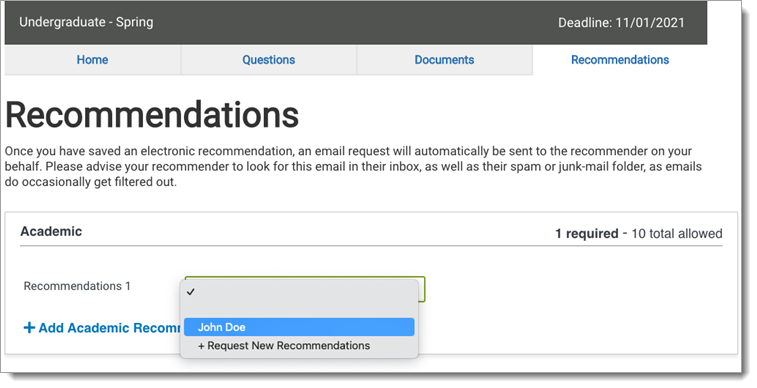 Undergraduate - Spring
Deadline: 11/01/2021
Home
Questions
Documents
Recommendations
Recommendations
Once you have saved an electronic recommendation, an email request will automatically be sent to the recommender on your
behalf. Please advise your recommender to look for this email in their inbox, as well as their spam or junk-mail folder, as emails
do occasionally get filtered out.
Academic
1 required - 10 total allowed
Recommendations 1
✓
+ Add Academic
John Doe
+ Request New Recommendations